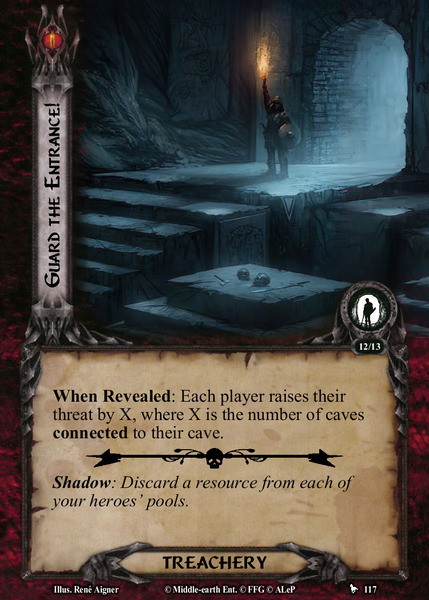 GUARD THE ENTRANCE!
12/13
When Revealed: Each player raises their
threat by X, where X is the number of caves
connected to their cave.
Shadow: Discard a resource from each of
your heroes’ pools.
TREACHERY
Illus. René Aigner © Middle-earth Ent. © FFG © ALeP 117